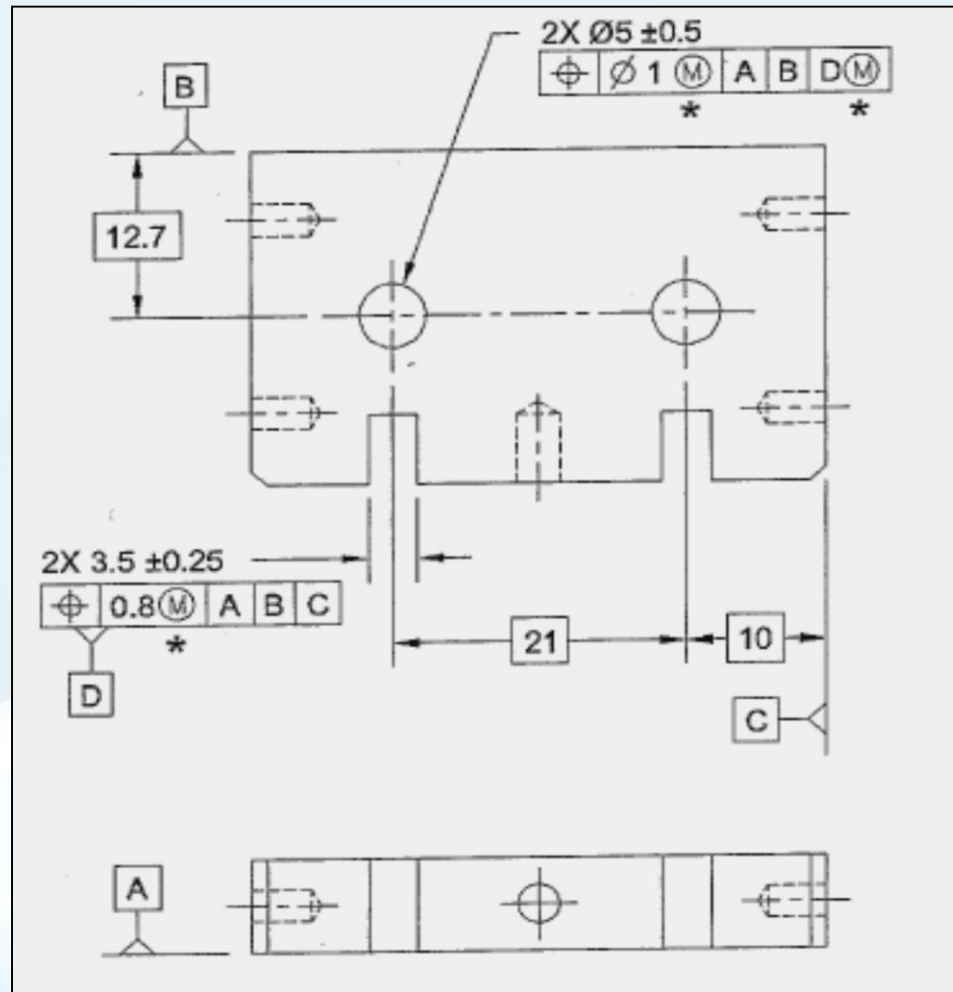 2X Ø5 ±0.5
⌖ Ø 1 Ⓜ A B DⓂ
* *
B
12.7
2X 3.5 ±0.25
⌖ 0.8Ⓜ A B C
*
D
21
10
C
A